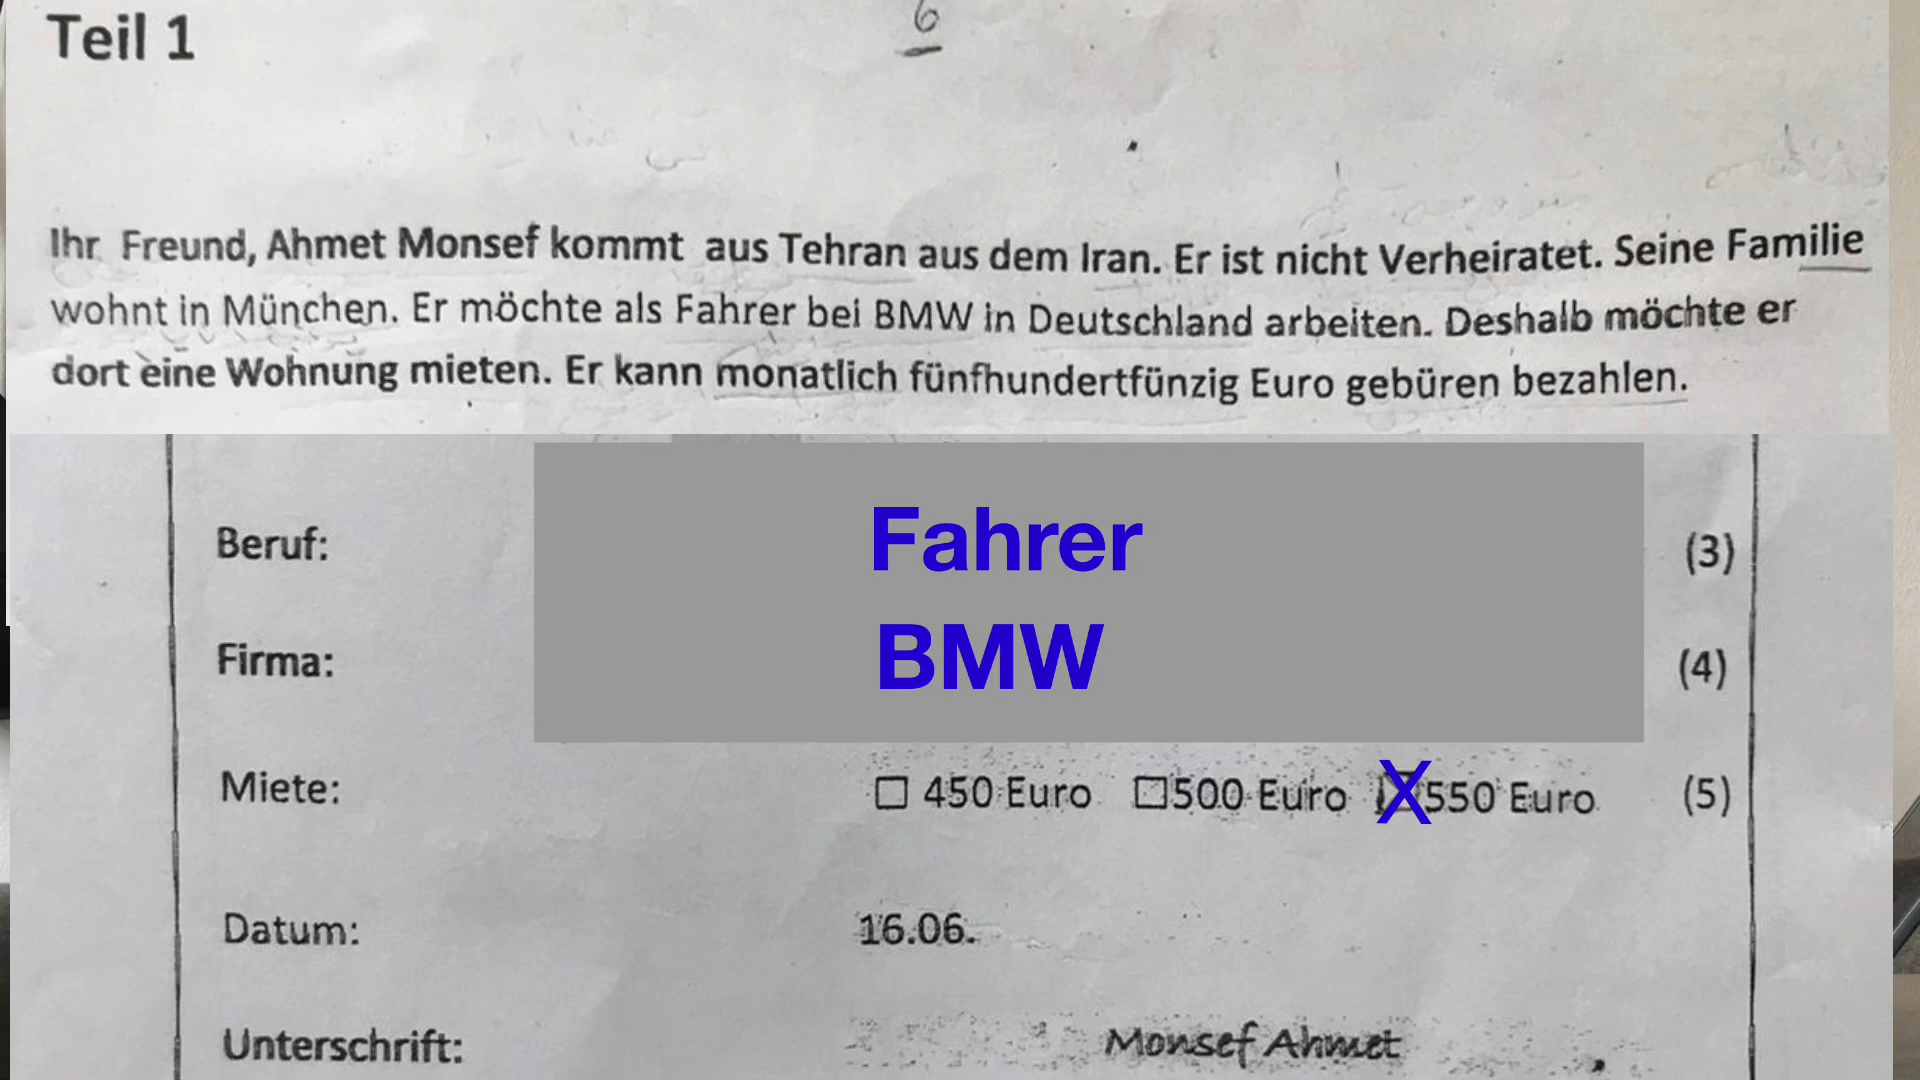 Teil 1
6
Ihr Freund, Ahmet Monsef kommt aus Tehran aus dem Iran. Er ist nicht Verheiratet. Seine Familie
wohnt in München. Er möchte als Fahrer bei BMW in Deutschland arbeiten. Deshalb möchte er
dort eine Wohnung mieten. Er kann monatlich fünfhundertfünzig Euro gebüren bezahlen.
Beruf: Fahrer (3)
Firma: BMW (4)
Miete: ☐ 450 Euro ☐ 500 Euro X 550 Euro (5)
Datum: 16.06.
Unterschrift: Monsef Ahmet